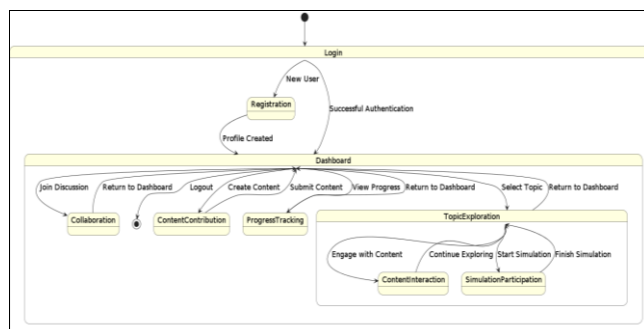 Login
New User
Registration
Successful Authentication
Profile Created
Dashboard
Join Discussion
Return to Dashboard
Logout
Create Content
Submit Content
View Progress
Return to Dashboard
Select Topic
Return to Dashboard
Collaboration
ContentContribution
ProgressTracking
TopicExploration
Engage with Content
Continue Exploring
Start Simulation
Finish Simulation
ContentInteraction
SimulationParticipation